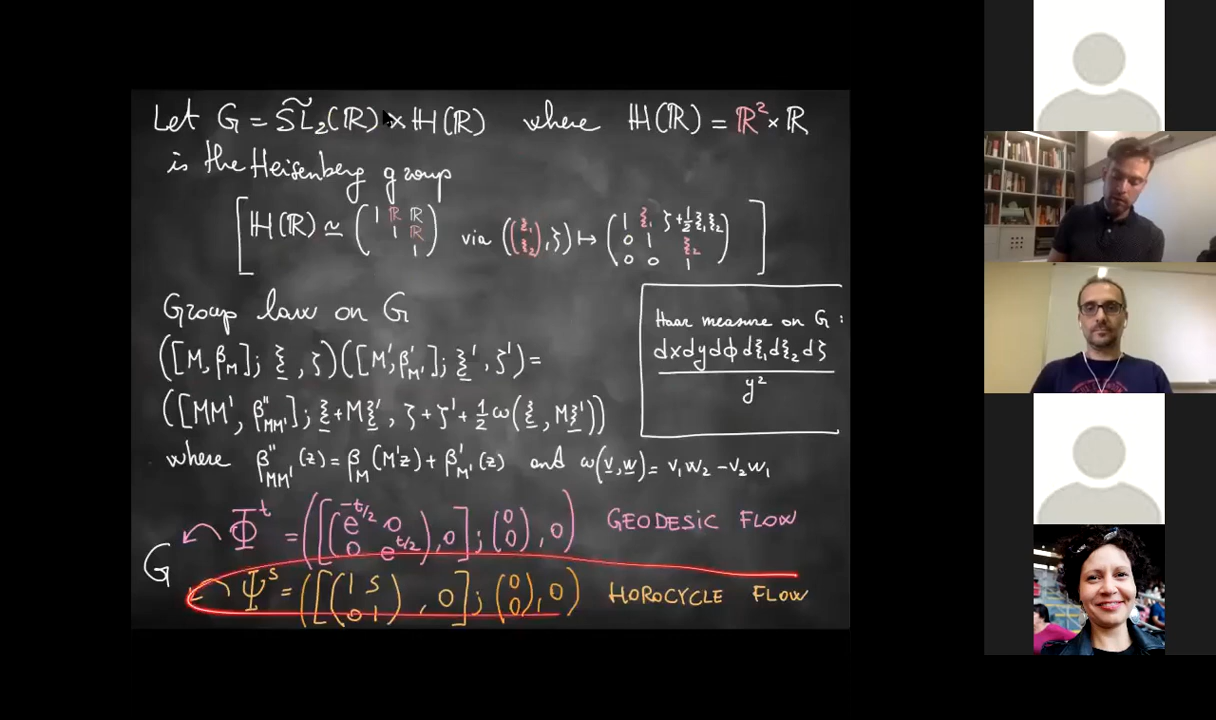 Let G = S̃L₂(ℝ) ⋉ ℍ(ℝ) where ℍ(ℝ) = ℝ² × ℝ
is the Heisenberg group
[ℍ(ℝ) ≃ (1 ℝ ℝ; 1 ℝ; 1) via ((ξ₁; ξ₂), ζ) ↦ (1 ξ₁ ζ+½ξ₁ξ₂; 0 1 ξ₂; 0 0 1)]
Group law on G
([M, β_M]; ξ, ζ)([M', β'_M']; ξ', ζ') =
([MM', β''_MM']; ξ + Mξ', ζ + ζ' + ½ω(ξ, Mξ'))
where β''_MM'(z) = β_M(M'z) + β'_M'(z) and ω(v, w) = v₁w₂ − v₂w₁
Haar measure on G :
dx dy dϕ dξ₁ dξ₂ dζ
y²
Φ^t = ([(e^{-t/2} 0; 0 e^{t/2}), 0]; (0; 0), 0) GEODESIC FLOW
G
Ψ^s = ([(1 s; 0 1), 0]; (0; 0), 0) HOROCYCLE FLOW